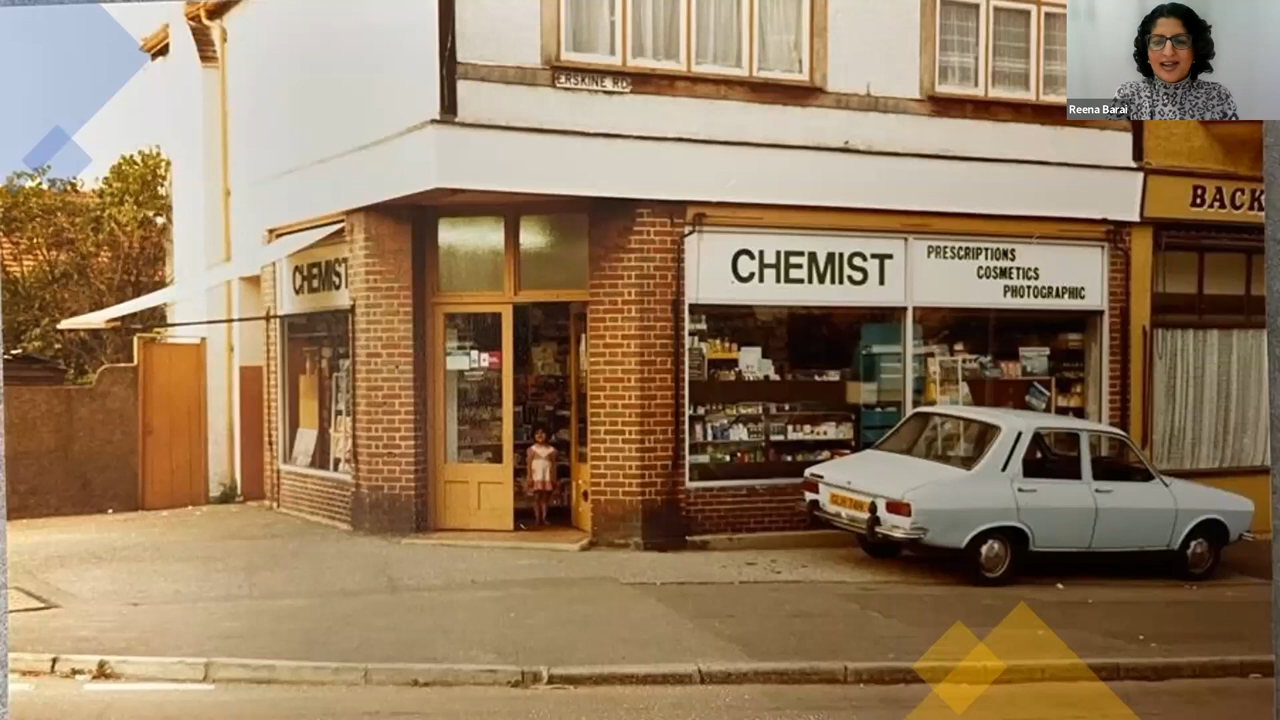 ERSKINE RD
Reena Barai
BACK
CHEMIST
CHEMIST
PRESCRIPTIONS
COSMETICS
PHOTOGRAPHIC